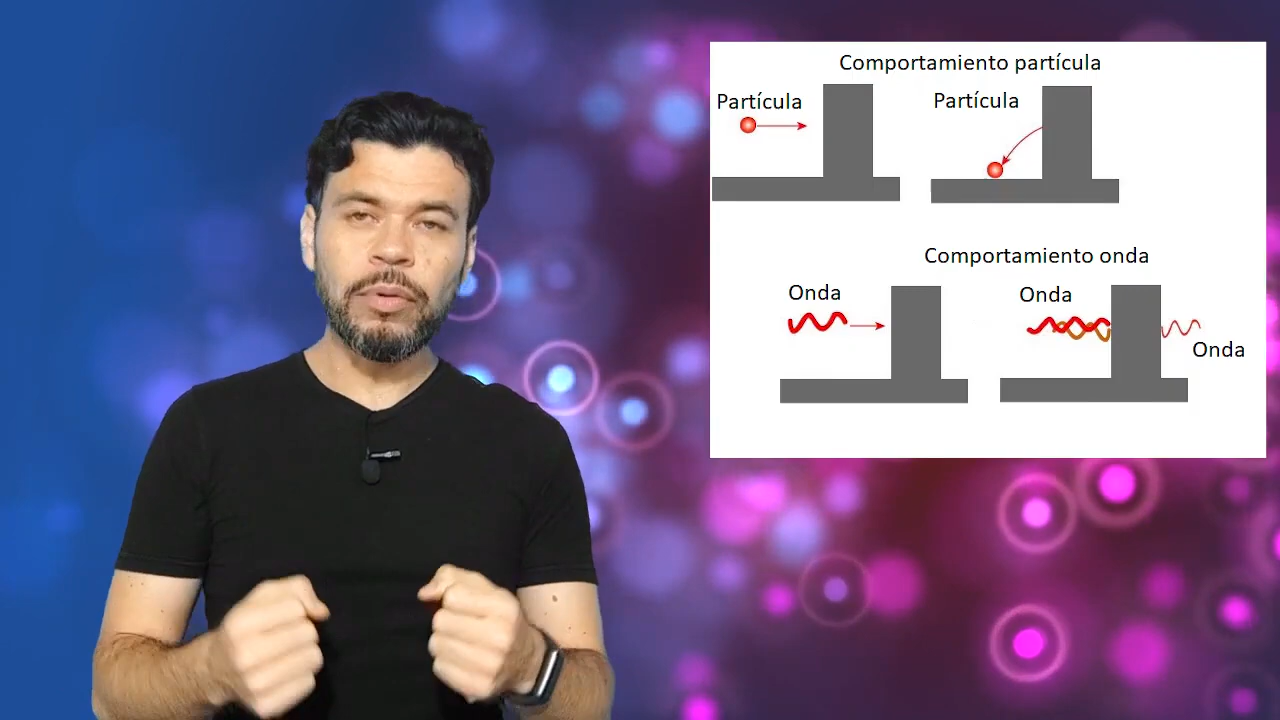 Comportamiento partícula
Partícula
Partícula
Comportamiento onda
Onda
Onda
Onda